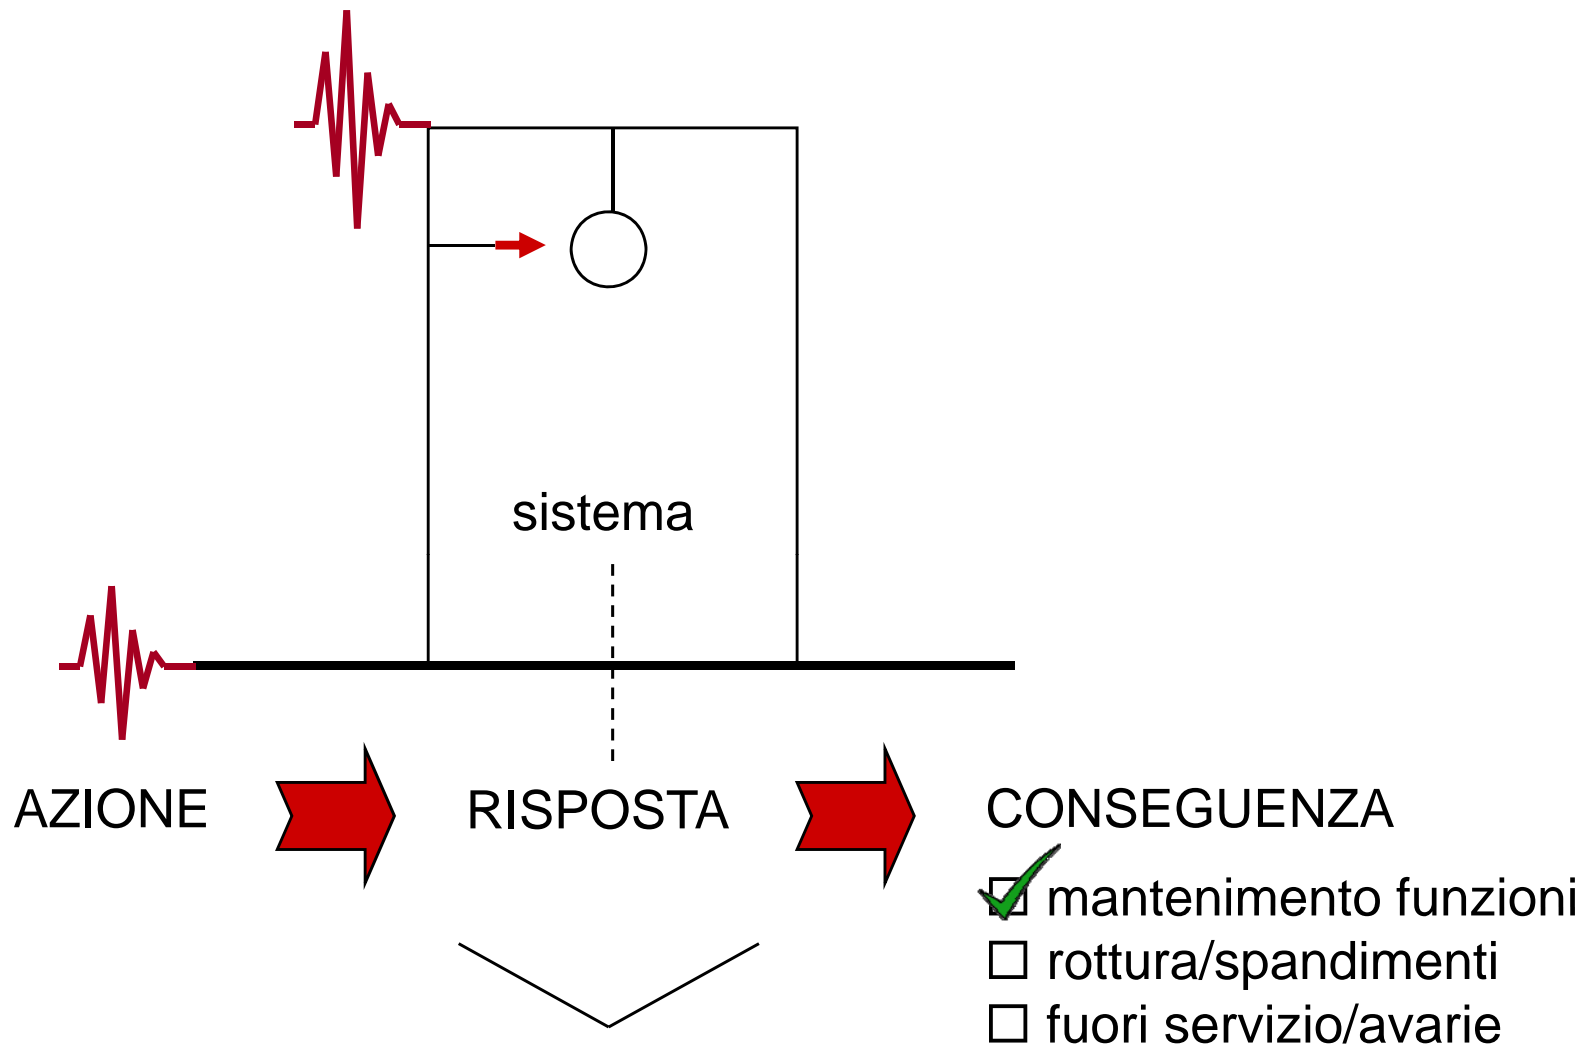 sistema
AZIONE
RISPOSTA
CONSEGUENZA
mantenimento funzioni
rottura/spandimenti
fuori servizio/avarie